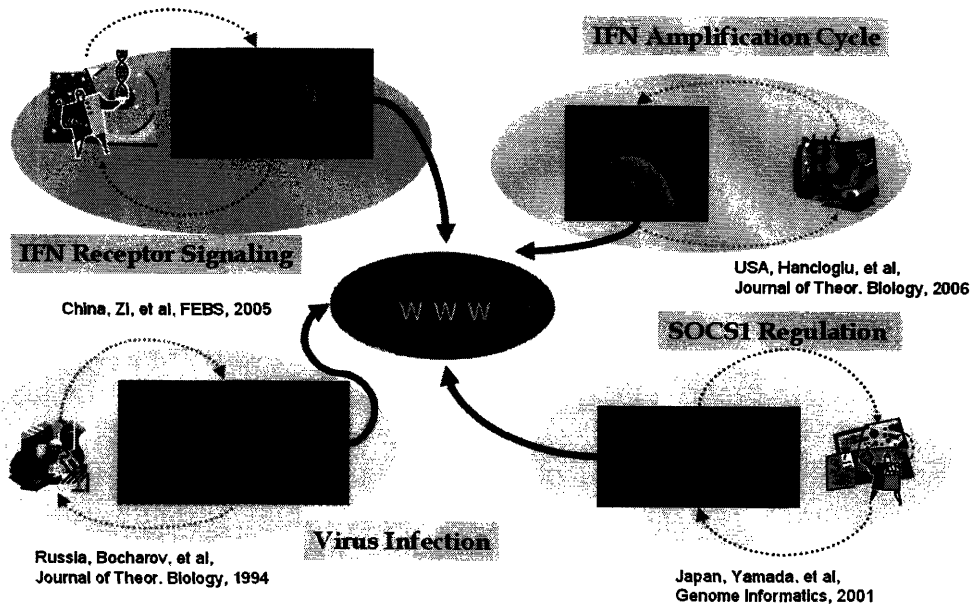 IFN Amplification Cycle
IFN Receptor Signaling
USA, Hancioglu, et al,
Journal of Theor. Biology, 2006
China, Zi, et al, FEBS, 2005
W W W
SOCS1 Regulation
Virus Infection
Russia, Bocharov, et al,
Journal of Theor. Biology, 1994
Japan, Yamada, et al,
Genome Informatics, 2001